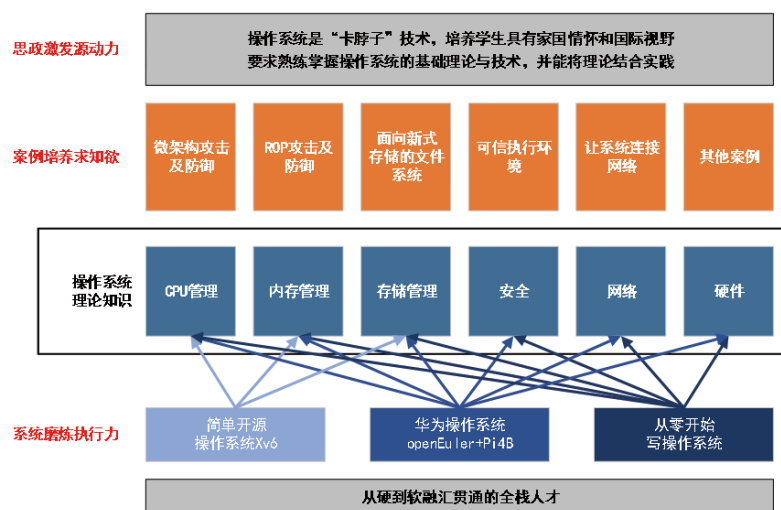 思政激发源动力
操作系统是“卡脖子”技术，培养学生具有家国情怀和国际视野
要求熟练掌握操作系统的基础理论与技术，并能将理论结合实践
案例培养求知欲
微架构攻击
及防御
ROP攻击及
防御
面向新式
存储的文件
系统
可信执行环
境
让系统连接
网络
其他案例
操作系统
理论知识
CPU管理
内存管理
存储管理
安全
网络
硬件
系统磨炼执行力
简单开源
操作系统Xv6
华为操作系统
openEuler+Pi4B
从零开始
写操作系统
从硬到软融汇贯通的全栈人才